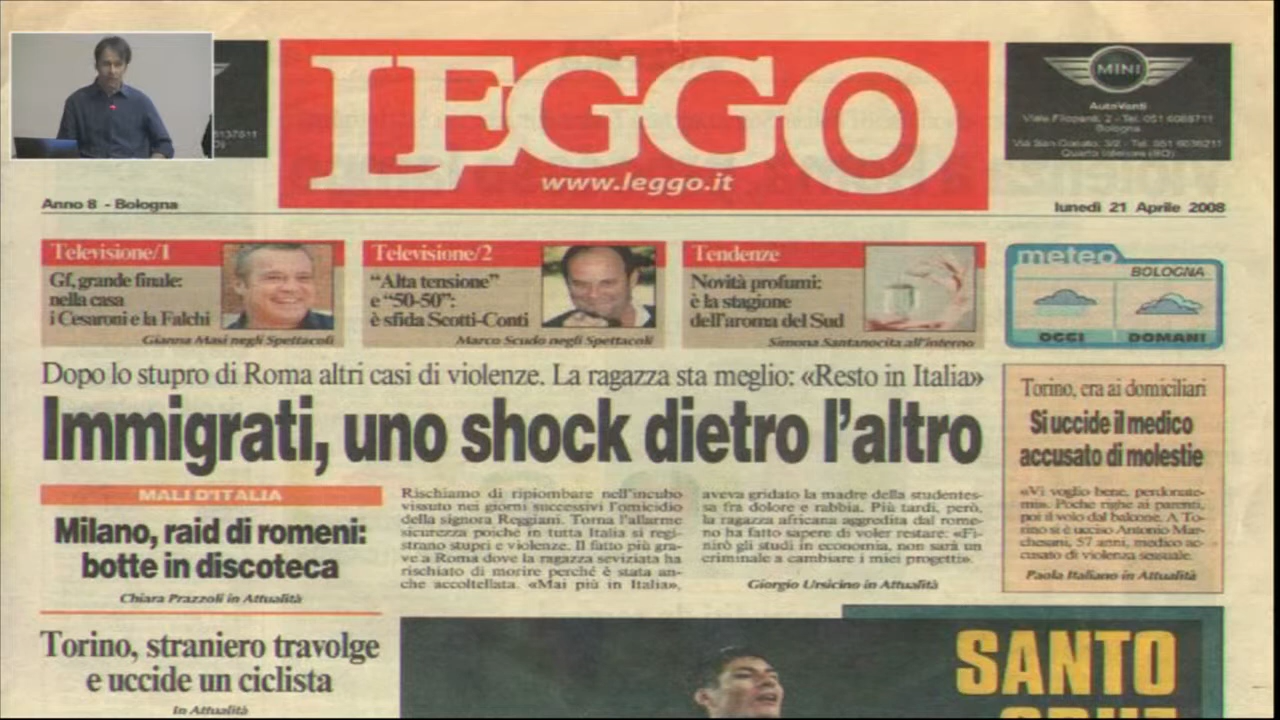 LEGGO
www.leggo.it
MINI
AutoVanti
Viale Filopanti, 2 - Tel. 051 6088711
Bologna
Quarto Inferiore (BO)
Anno 8 - Bologna
lunedì 21 Aprile 2008
Televisione/1
Gf, grande finale:
nella casa
i Cesaroni e la Falchi
Gianna Masi negli Spettacoli
Televisione/2
“Alta tensione”
e “50-50”:
è sfida Scotti-Conti
Marco Scudo negli Spettacoli
Tendenze
Novità profumi:
è la stagione
dell'aroma del Sud
Simona Santanocita all'interno
meteo
BOLOGNA
OGGI
DOMANI
Dopo lo stupro di Roma altri casi di violenze. La ragazza sta meglio: «Resto in Italia»
Immigrati, uno shock dietro l'altro
MALI D'ITALIA
Milano, raid di romeni:
botte in discoteca
Chiara Prazzoli in Attualità
Torino, straniero travolge
e uccide un ciclista
In Attualità
Rischiamo di ripiombare nell'incubo
vissuto nei giorni successivi l'omicidio
della signora Reggiani. Torna l'allarme
sicurezza poiché in tutta Italia si regi-
strano stupri e violenze. Il fatto più gra-
ve a Roma dove la ragazza seviziata ha
rischiato di morire perché è stata an-
che accoltellata. «Mai più in Italia»,
aveva gridato la madre della studentes-
sa fra dolore e rabbia. Più tardi, però,
la ragazza africana aggredita dal rome-
no ha fatto sapere di voler restare: «Fi-
nirò gli studi in economia, non sarà un
criminale a cambiare i miei progetti».
Giorgio Ursicino in Attualità
Torino, era ai domiciliari
Si uccide il medico
accusato di molestie
«Vi voglio bene, perdonate-
mi». Poche righe ai parenti,
poi il volo dal balcone. A To-
rino si è ucciso Antonio Mar-
chesani, 57 anni, medico ac-
cusato di violenza sessuale.
Paola Italiano in Attualità
SANTO
CRUZ